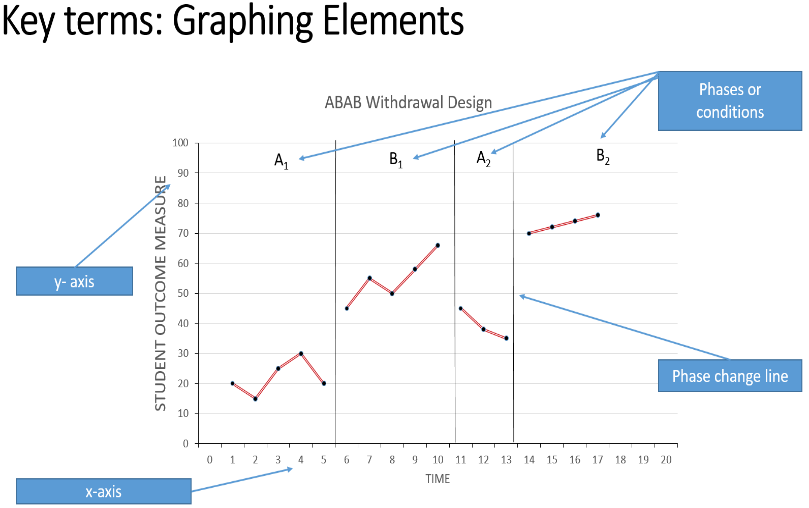 Key terms: Graphing Elements
Phases or
conditions
ABAB Withdrawal Design
100
90
80
70
60
50
40
30
20
10
0
A1
B1
A2
B2
STUDENT OUTCOME MEASURE
y- axis
Phase change line
0 1 2 3 4 5 6 7 8 9 10 11 12 13 14 15 16 17 18 19 20
TIME
x-axis